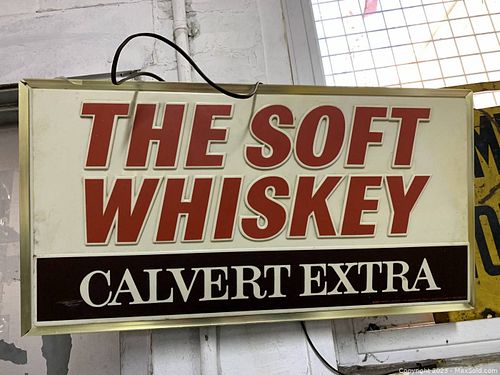 THE SOFT
WHISKEY
CALVERT EXTRA
Copyright 2023 - MaxSold.com